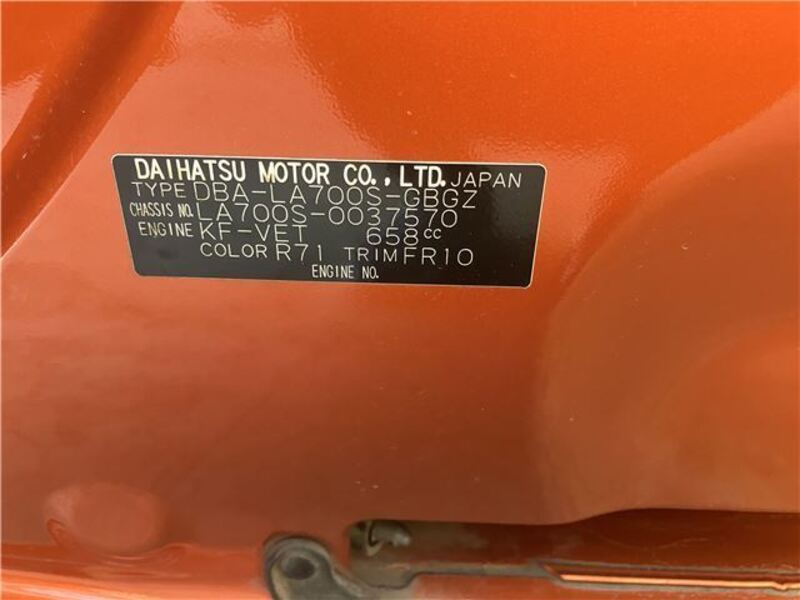 DAIHATSU MOTOR CO., LTD. JAPAN
TYPE DBA-LA700S-GBGZ
CHASSIS NO. LA700S-0037570
ENGINE KF-VET 658cc
COLOR R71 TRIM FR10
ENGINE NO.